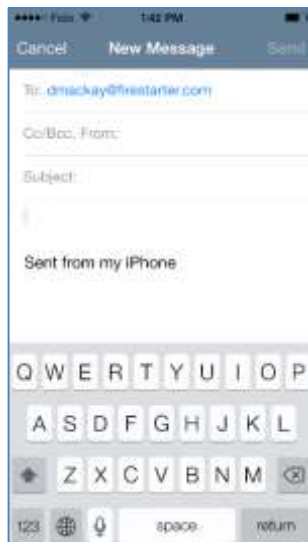 1:42 PM
Cancel New Message Send
To: dmackay@firestarter.com
Cc/Bcc, From:
Subject:
Sent from my iPhone
Q W E R T Y U I O P
A S D F G H J K L
Z X C V B N M
123 space return